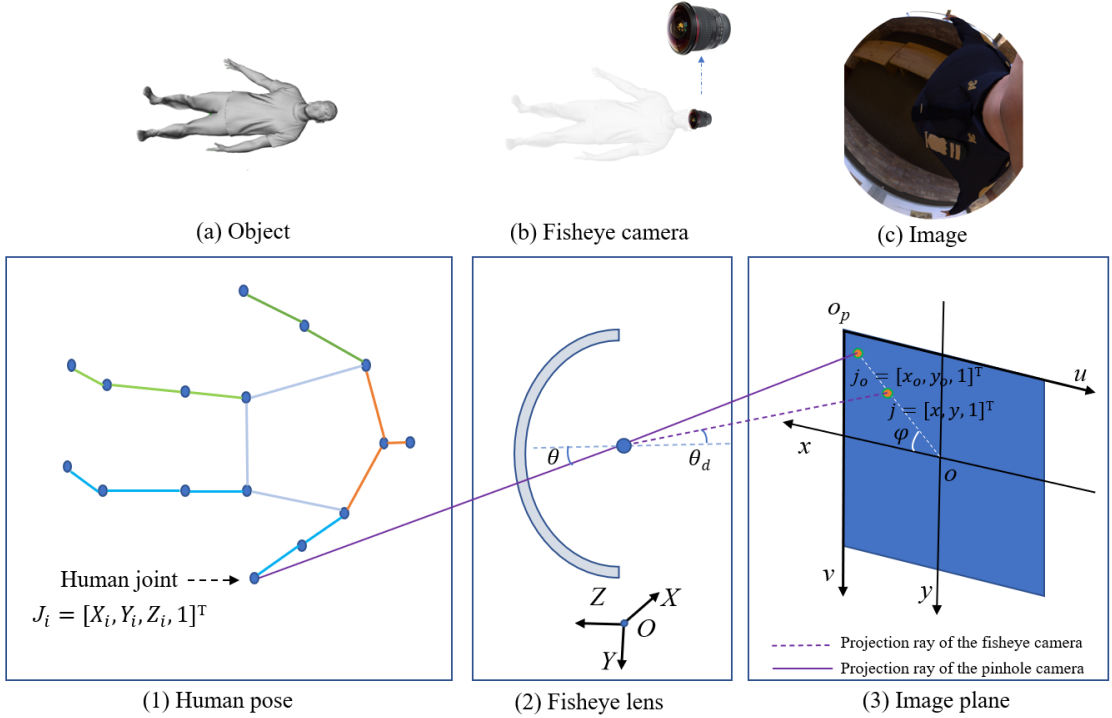 (a) Object
(b) Fisheye camera
(c) Image
Human joint
J_i = [X_i, Y_i, Z_i, 1]^T
(1) Human pose
θ
θ_d
Z
X
O
Y
(2) Fisheye lens
o_p
j_o = [x_o, y_o, 1]^T
u
j = [x, y, 1]^T
φ
x
o
v
y
Projection ray of the fisheye camera
Projection ray of the pinhole camera
(3) Image plane